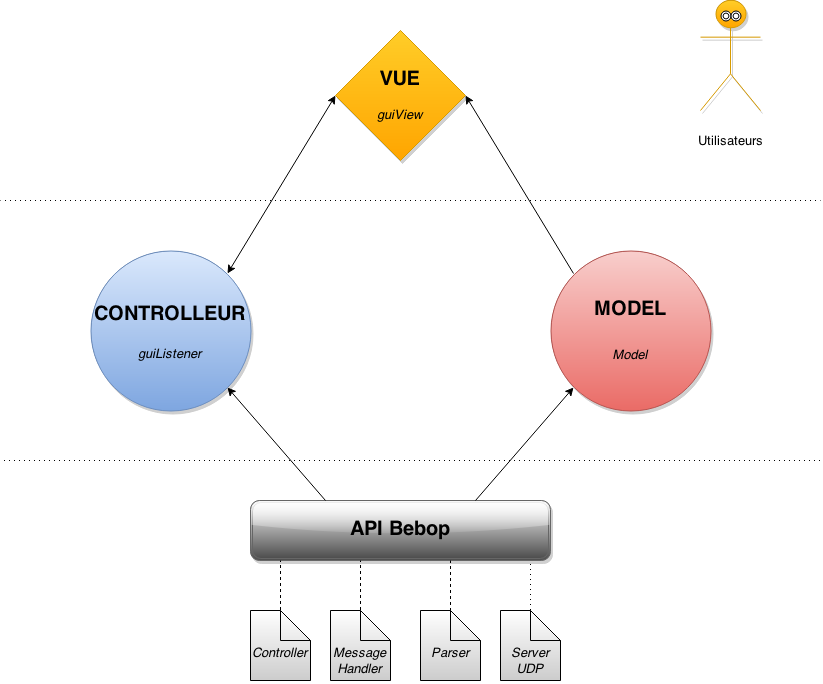 VUE
guiView
Utilisateurs
CONTROLLEUR
guiListener
MODEL
Model
API Bebop
Controller
Message
Handler
Parser
Server
UDP